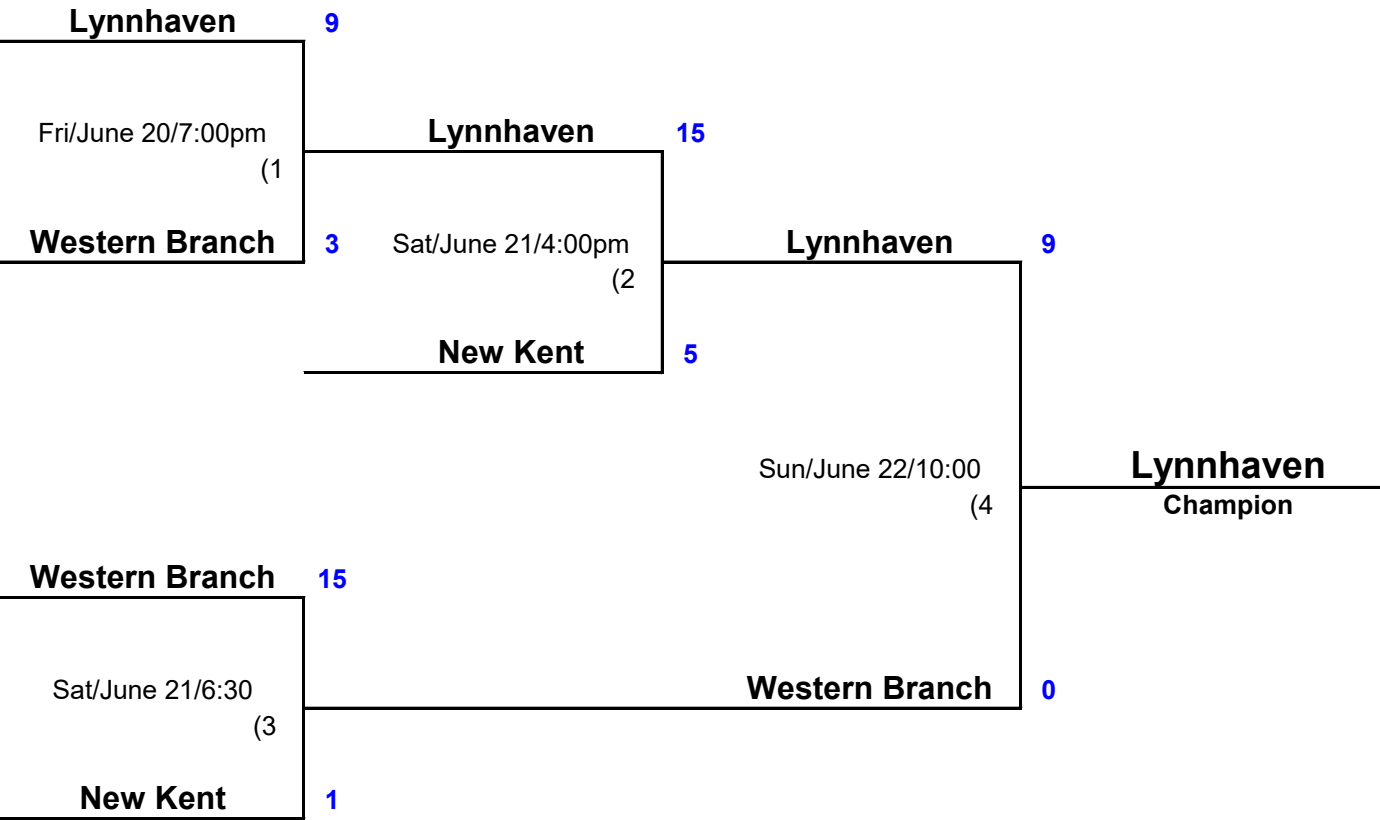 Lynnhaven 9
Fri/June 20/7:00pm
(1
Lynnhaven 15
Western Branch 3
Sat/June 21/4:00pm
(2
Lynnhaven 9
New Kent 5
Sun/June 22/10:00
(4
Lynnhaven
Champion
Western Branch 15
Sat/June 21/6:30
(3
Western Branch 0
New Kent 1